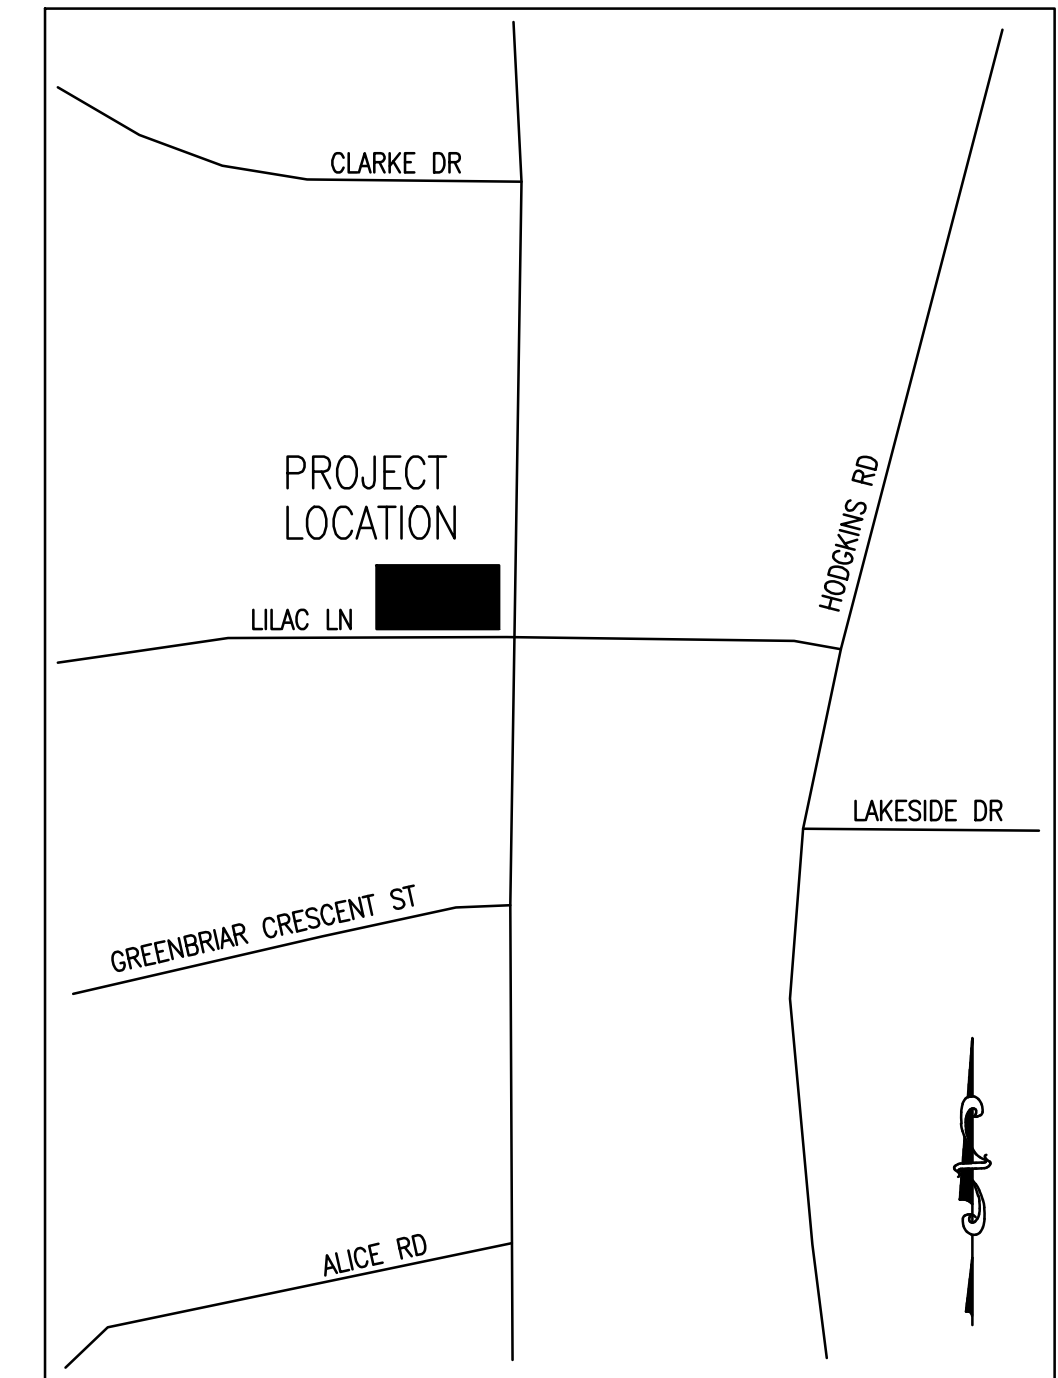 CLARKE DR
PROJECT
LOCATION
HODGKINS RD
LILAC LN
LAKESIDE DR
GREENBRIAR CRESCENT ST
ALICE RD